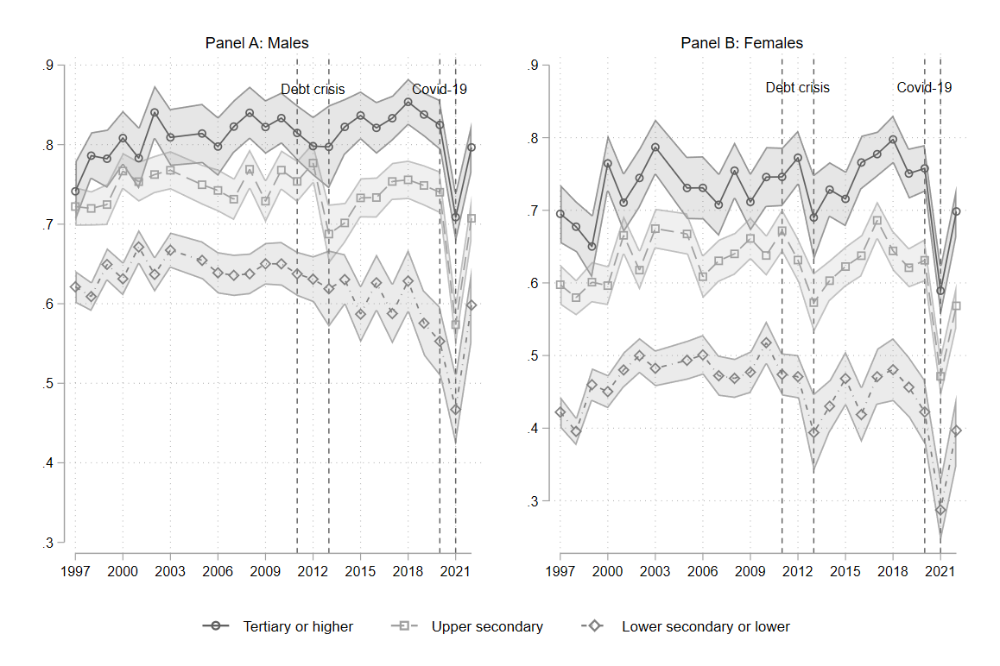 Panel A: Males
.9
.8
.7
.6
.5
.4
.3
Debt crisis
Covid-19
1997 2000 2003 2006 2009 2012 2015 2018 2021
Panel B: Females
.9
.8
.7
.6
.5
.4
.3
Debt crisis
Covid-19
1997 2000 2003 2006 2009 2012 2015 2018 2021
Tertiary or higher
Upper secondary
Lower secondary or lower